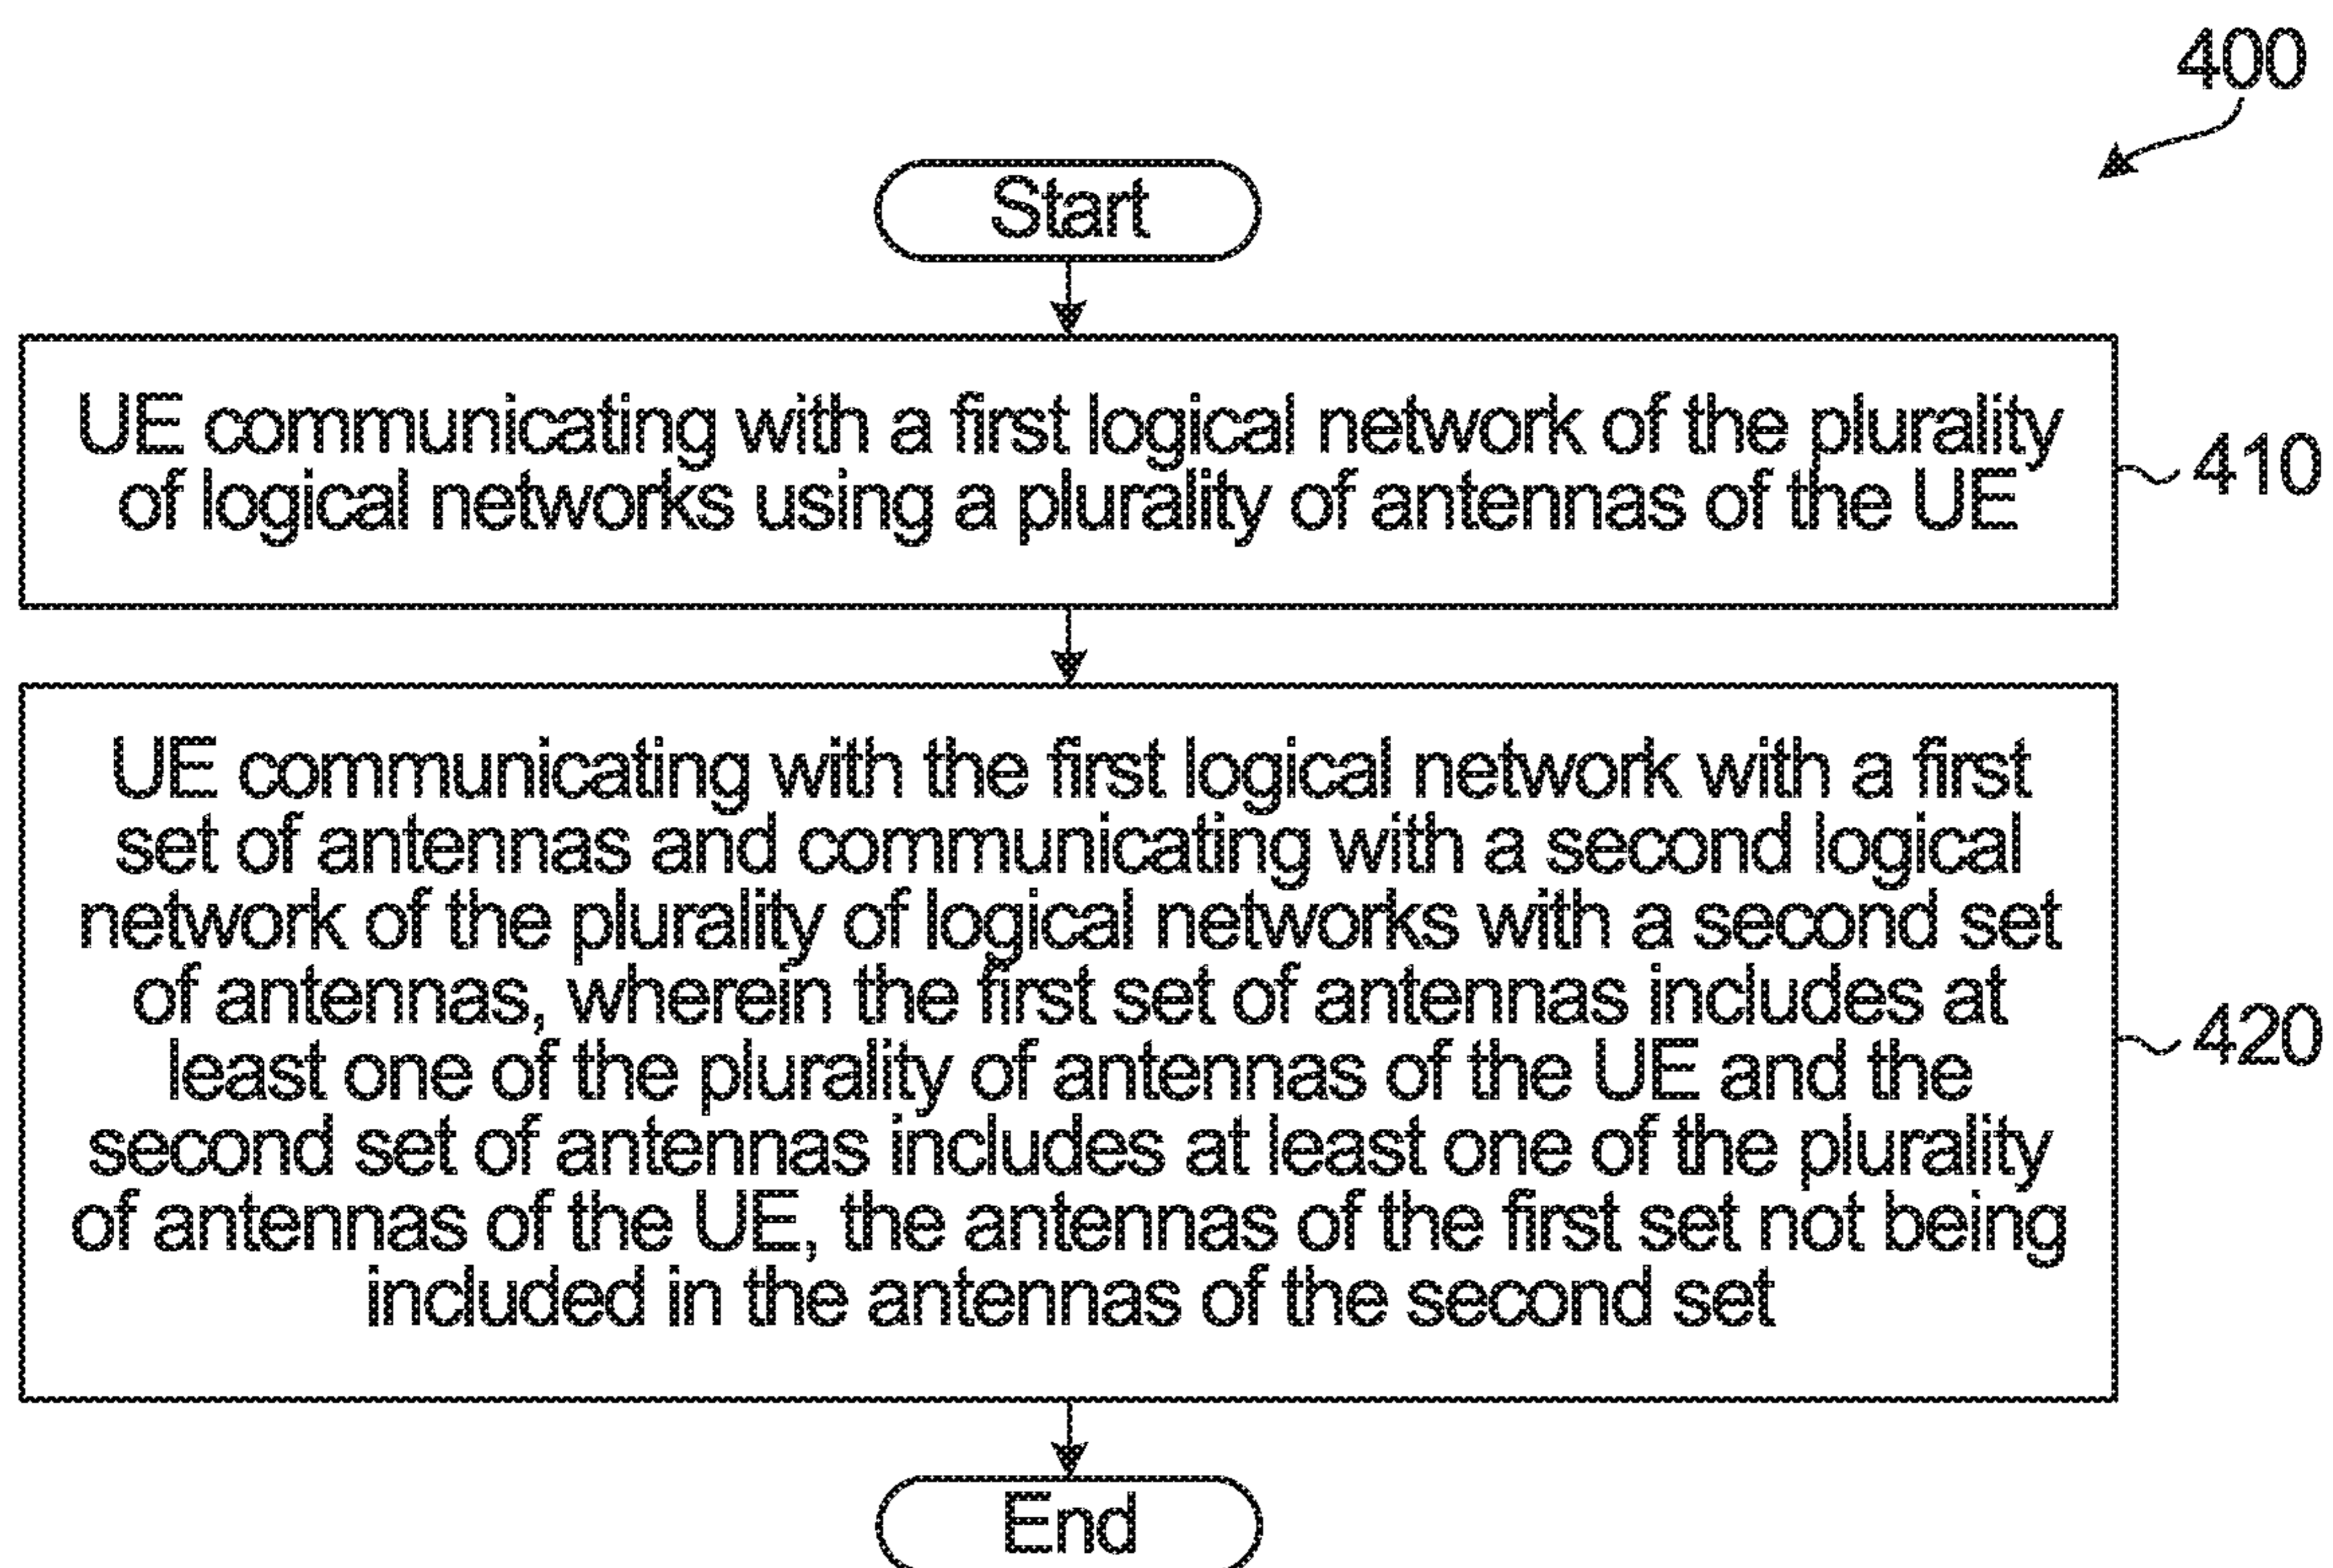 400
Start
UE communicating with a first logical network of the plurality
of logical networks using a plurality of antennas of the UE
410
UE communicating with the first logical network with a first
set of antennas and communicating with a second logical
network of the plurality of logical networks with a second set
of antennas, wherein the first set of antennas includes at
least one of the plurality of antennas of the UE and the
second set of antennas includes at least one of the plurality
of antennas of the UE, the antennas of the first set not being
included in the antennas of the second set
420
End